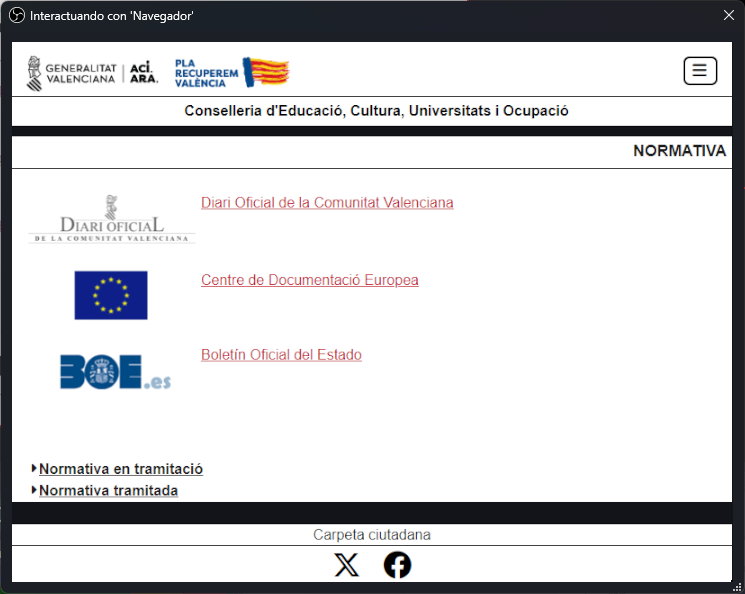 Interactuando con 'Navegador'
GENERALITAT
VALENCIANA
ACÍ.
ARA.
PLA
RECUPEREM
VALÈNCIA
Conselleria d'Educació, Cultura, Universitats i Ocupació
NORMATIVA
DIARI OFICIAL
DE LA COMUNITAT VALENCIANA
Diari Oficial de la Comunitat Valenciana
Centre de Documentació Europea
BOE.es
Boletín Oficial del Estado
Normativa en tramitació
Normativa tramitada
Carpeta ciutadana